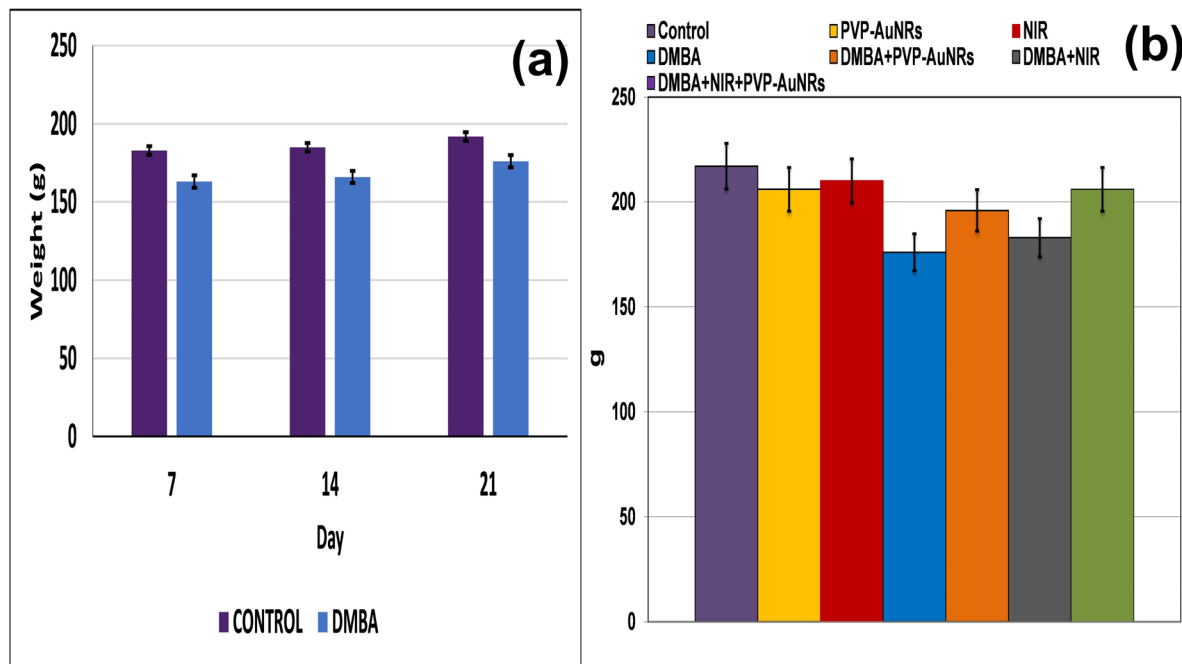 (a)
250
200
150
100
50
0
Weight (g)
7 14 21
Day
CONTROL DMBA
(b)
Control PVP-AuNRs NIR
DMBA DMBA+PVP-AuNRs DMBA+NIR
DMBA+NIR+PVP-AuNRs
250
200
150
100
50
0
g